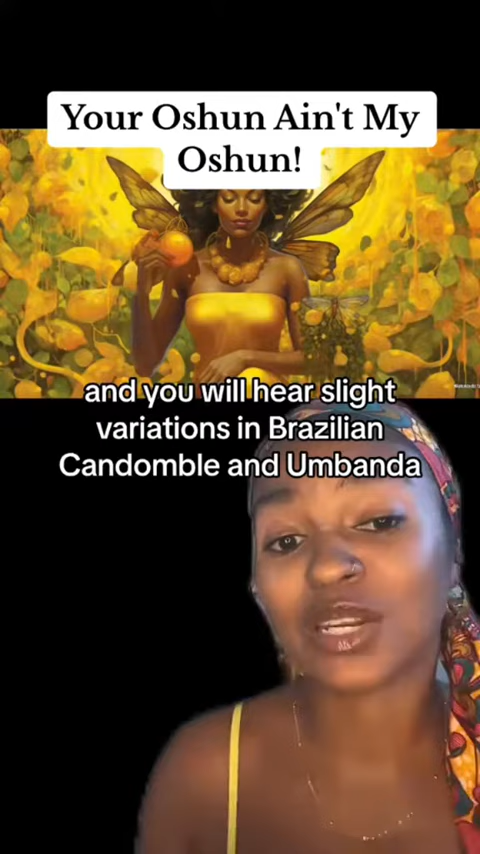 Your Oshun Ain't My
Oshun!
and you will hear slight
variations in Brazilian
Candomble and Umbanda